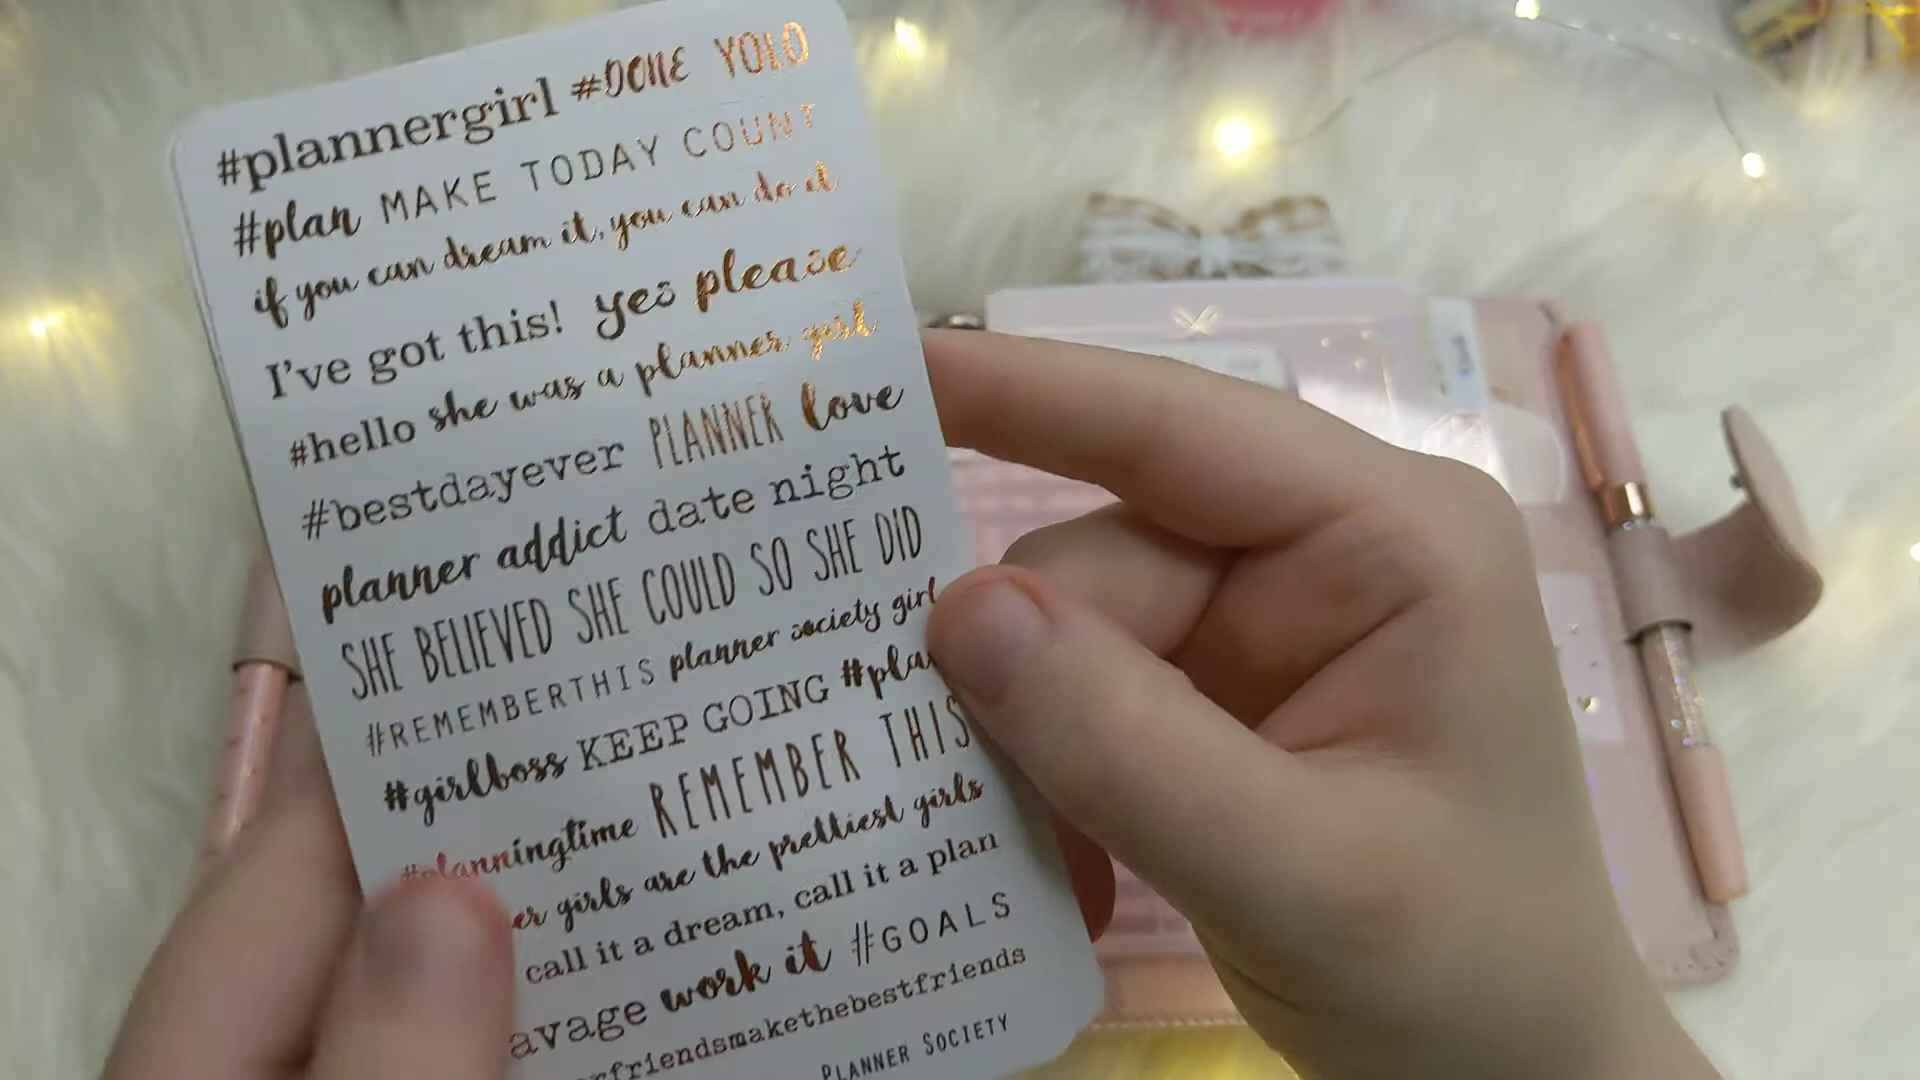 #plannergirl #DONE YOLO
#plan MAKE TODAY COUNT
if you can dream it, you can do it
I've got this! yes please
#hello she was a planner girl
#bestdayever PLANNER love
planner addict date night
SHE BELIEVED SHE COULD SO SHE DID
#REMEMBERTHIS planner society girl
#girlboss KEEP GOING
#planningtime REMEMBER THIS
girls are the prettiest girls
call it a dream, call it a plan
work it #GOALS
PLANNER SOCIETY